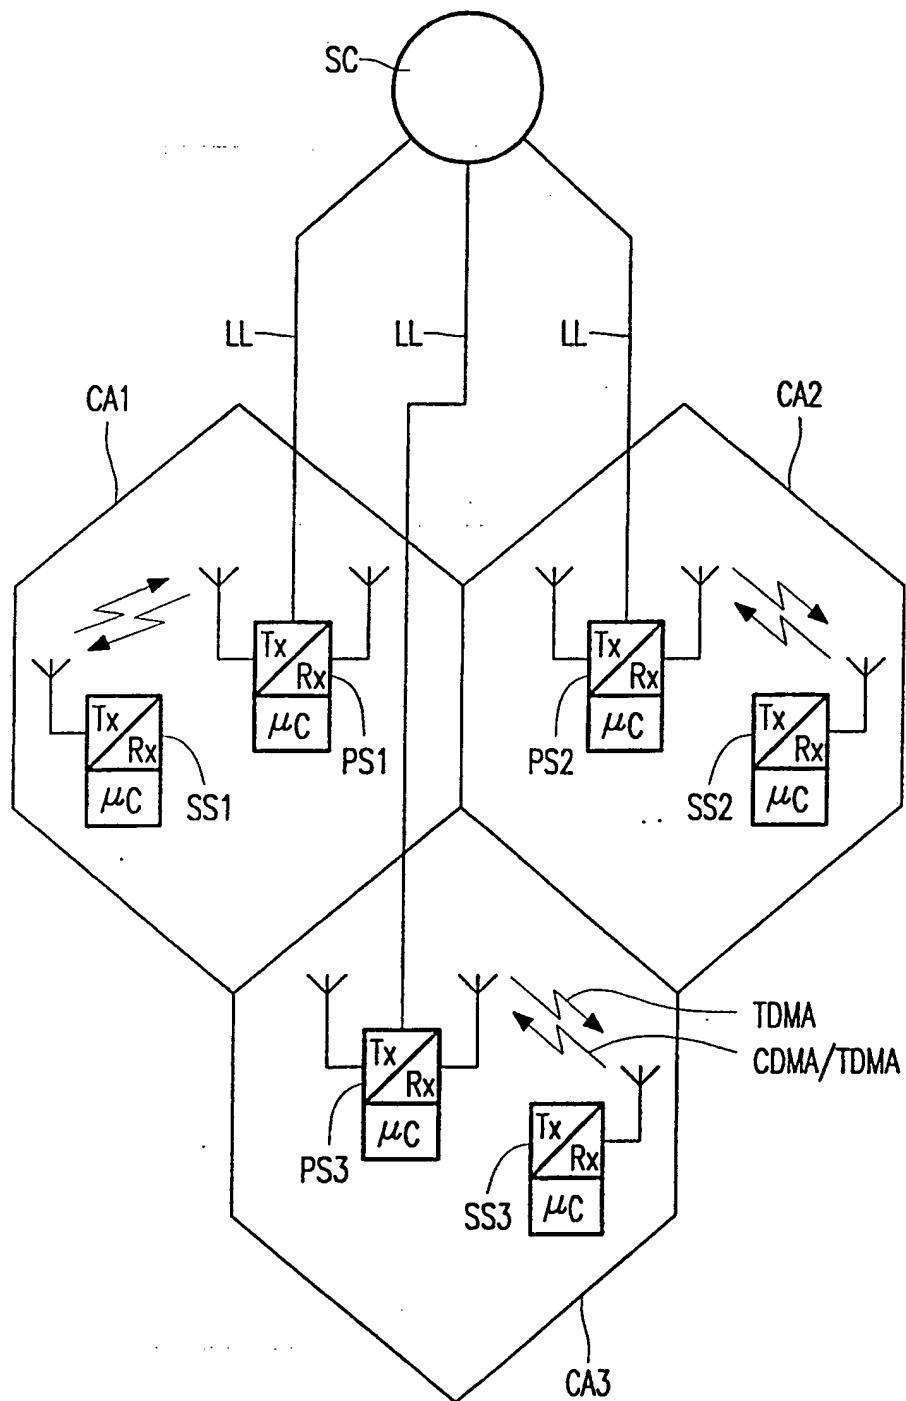 SC
LL LL LL
CA1
CA2
Tx
Rx
μC
PS1
Tx
Rx
μC
SS1
Tx
Rx
μC
PS2
Tx
Rx
μC
SS2
TDMA
CDMA/TDMA
Tx
Rx
μC
PS3
Tx
Rx
μC
SS3
CA3